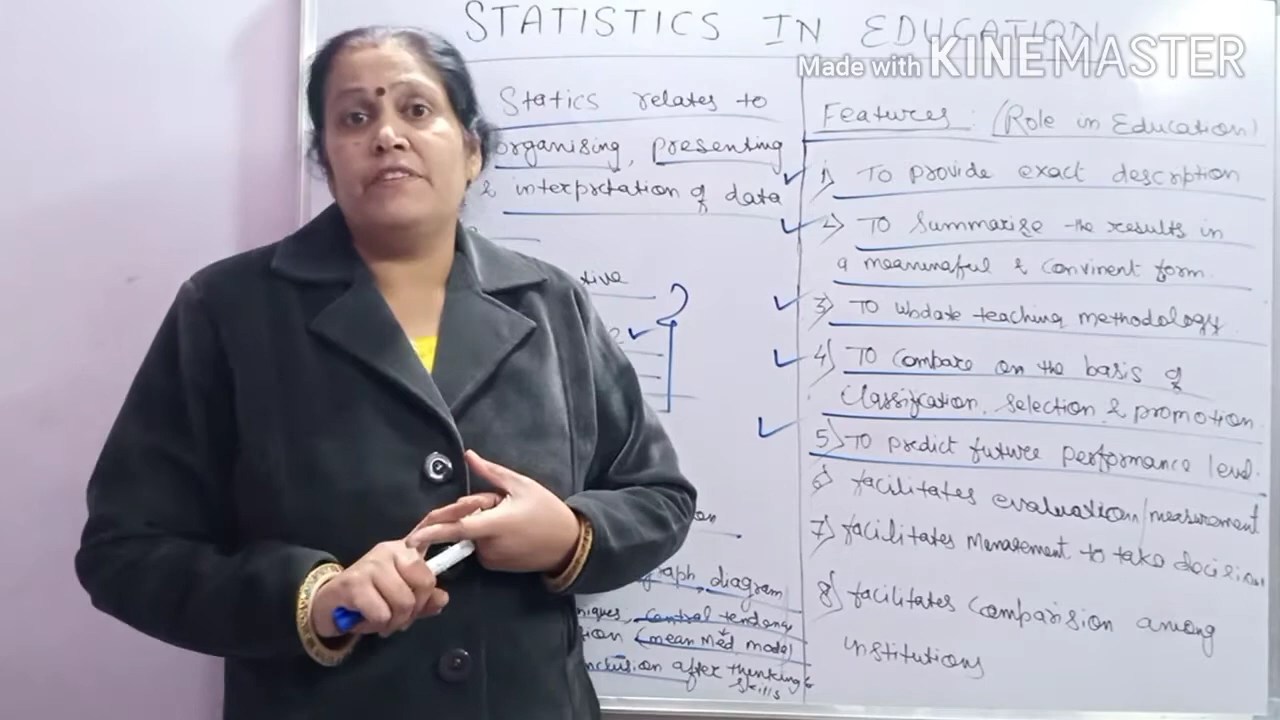 STATISTICS IN EDUCATION
Made with KINEMASTER
Statics relates to
organising, presenting
& interprtation of data
tive
graph, diagram
niques, central tendency
sion (mean Med mode)
nclusion after thinking
skills
Features: (Role in Education)
1) To provide exact description
2) To Summarize the results in
a meaninaful & Convinent form.
3) To update teaching methodology.
4) To Compare on the basis of
Classification, Selection & promotion
5) To predict future performance level.
6) facilitates evaluation/measurement
7) facilitates Management to take decision
8) facilitates Comparision among
institutions